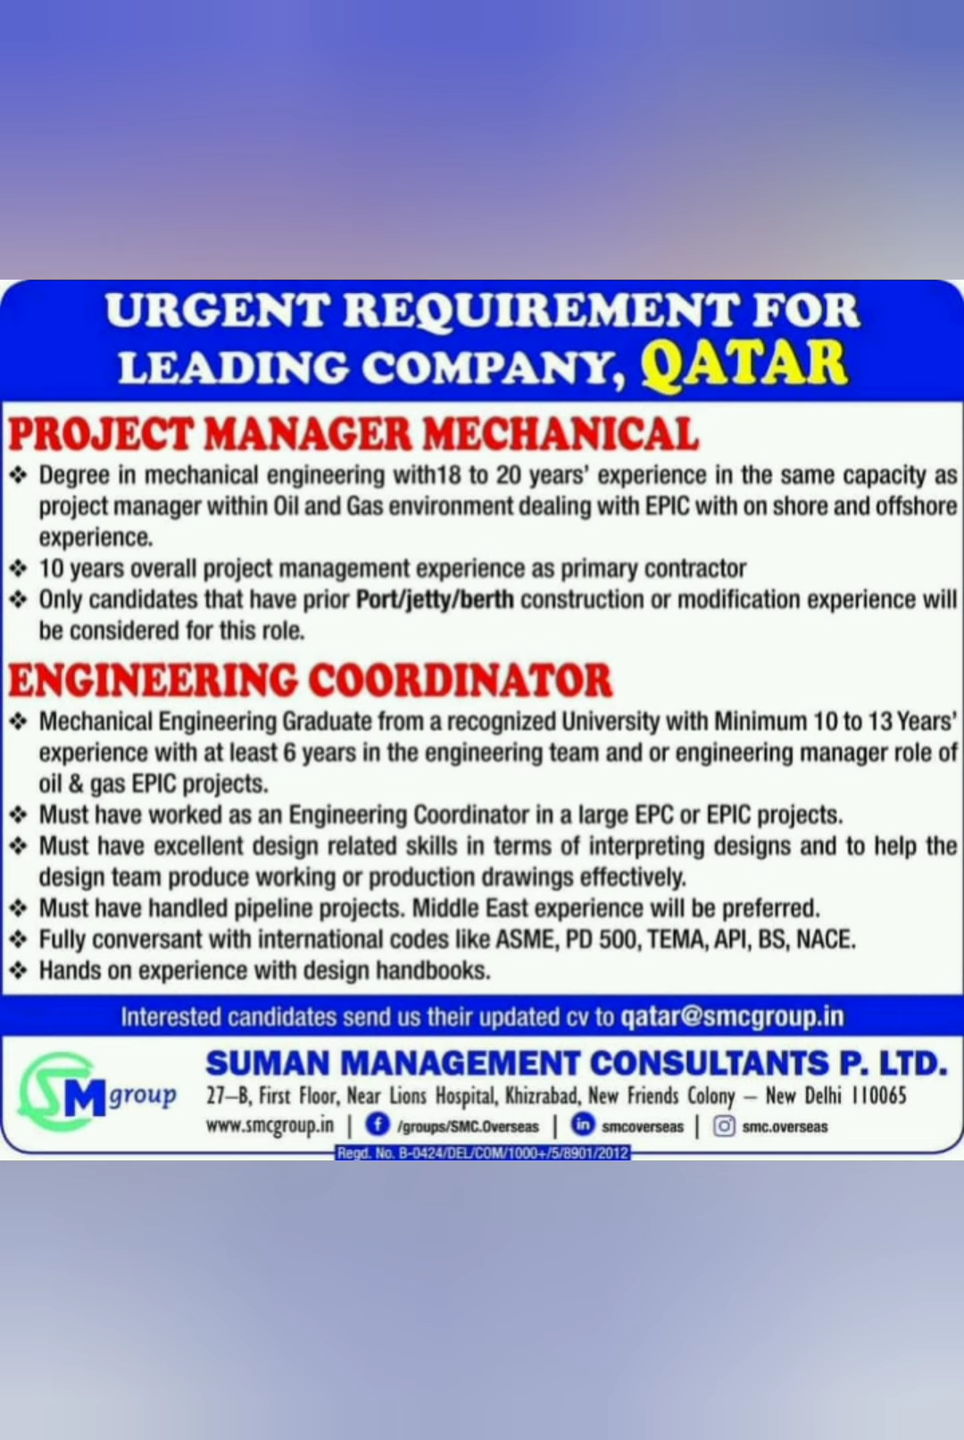 URGENT REQUIREMENT FOR
LEADING COMPANY, QATAR
PROJECT MANAGER MECHANICAL
❖ Degree in mechanical engineering with18 to 20 years' experience in the same capacity as
project manager within Oil and Gas environment dealing with EPIC with on shore and offshore
experience.
❖ 10 years overall project management experience as primary contractor
❖ Only candidates that have prior Port/jetty/berth construction or modification experience will
be considered for this role.
ENGINEERING COORDINATOR
❖ Mechanical Engineering Graduate from a recognized University with Minimum 10 to 13 Years'
experience with at least 6 years in the engineering team and or engineering manager role of
oil & gas EPIC projects.
❖ Must have worked as an Engineering Coordinator in a large EPC or EPIC projects.
❖ Must have excellent design related skills in terms of interpreting designs and to help the
design team produce working or production drawings effectively.
❖ Must have handled pipeline projects. Middle East experience will be preferred.
❖ Fully conversant with international codes like ASME, PD 500, TEMA, API, BS, NACE.
❖ Hands on experience with design handbooks.
Interested candidates send us their updated cv to qatar@smcgroup.in
SM group
SUMAN MANAGEMENT CONSULTANTS P. LTD.
27–B, First Floor, Near Lions Hospital, Khizrabad, New Friends Colony – New Delhi 110065
www.smcgroup.in | f /groups/SMC.Overseas | in smcoverseas | smc.overseas
Regd. No. B-0424/DEL/COM/1000+/5/8901/2012